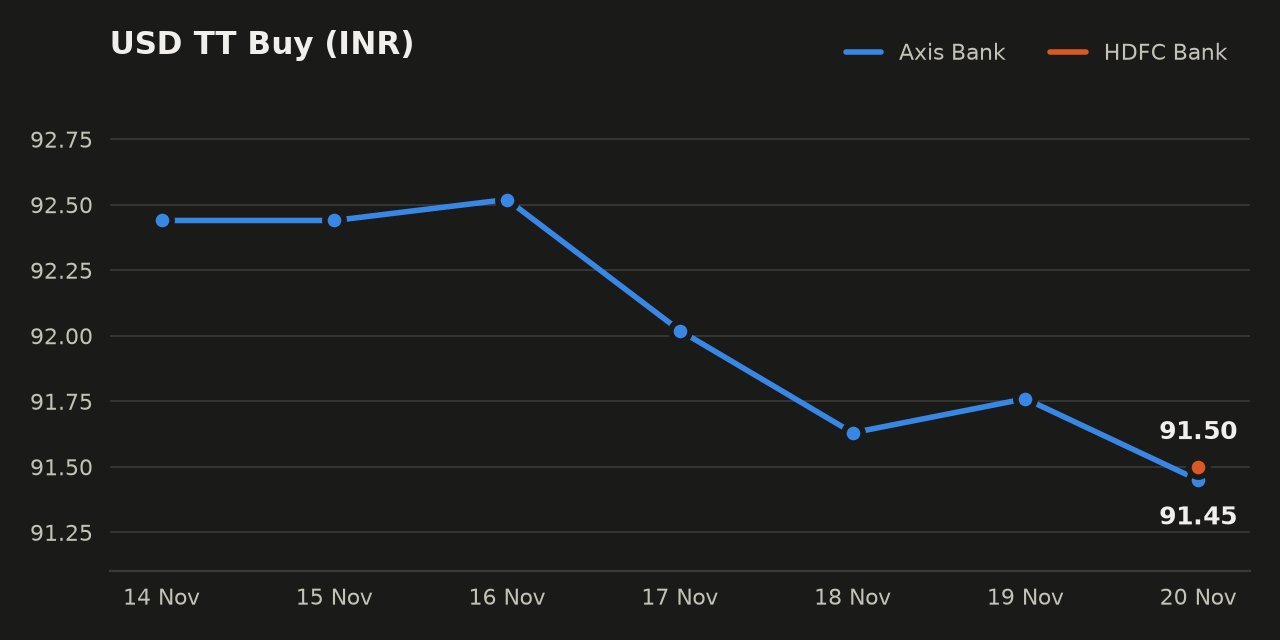 USD TT Buy (INR)
Axis Bank
HDFC Bank
92.75
92.50
92.25
92.00
91.75
91.50
91.25
91.50
91.45
14 Nov
15 Nov
16 Nov
17 Nov
18 Nov
19 Nov
20 Nov